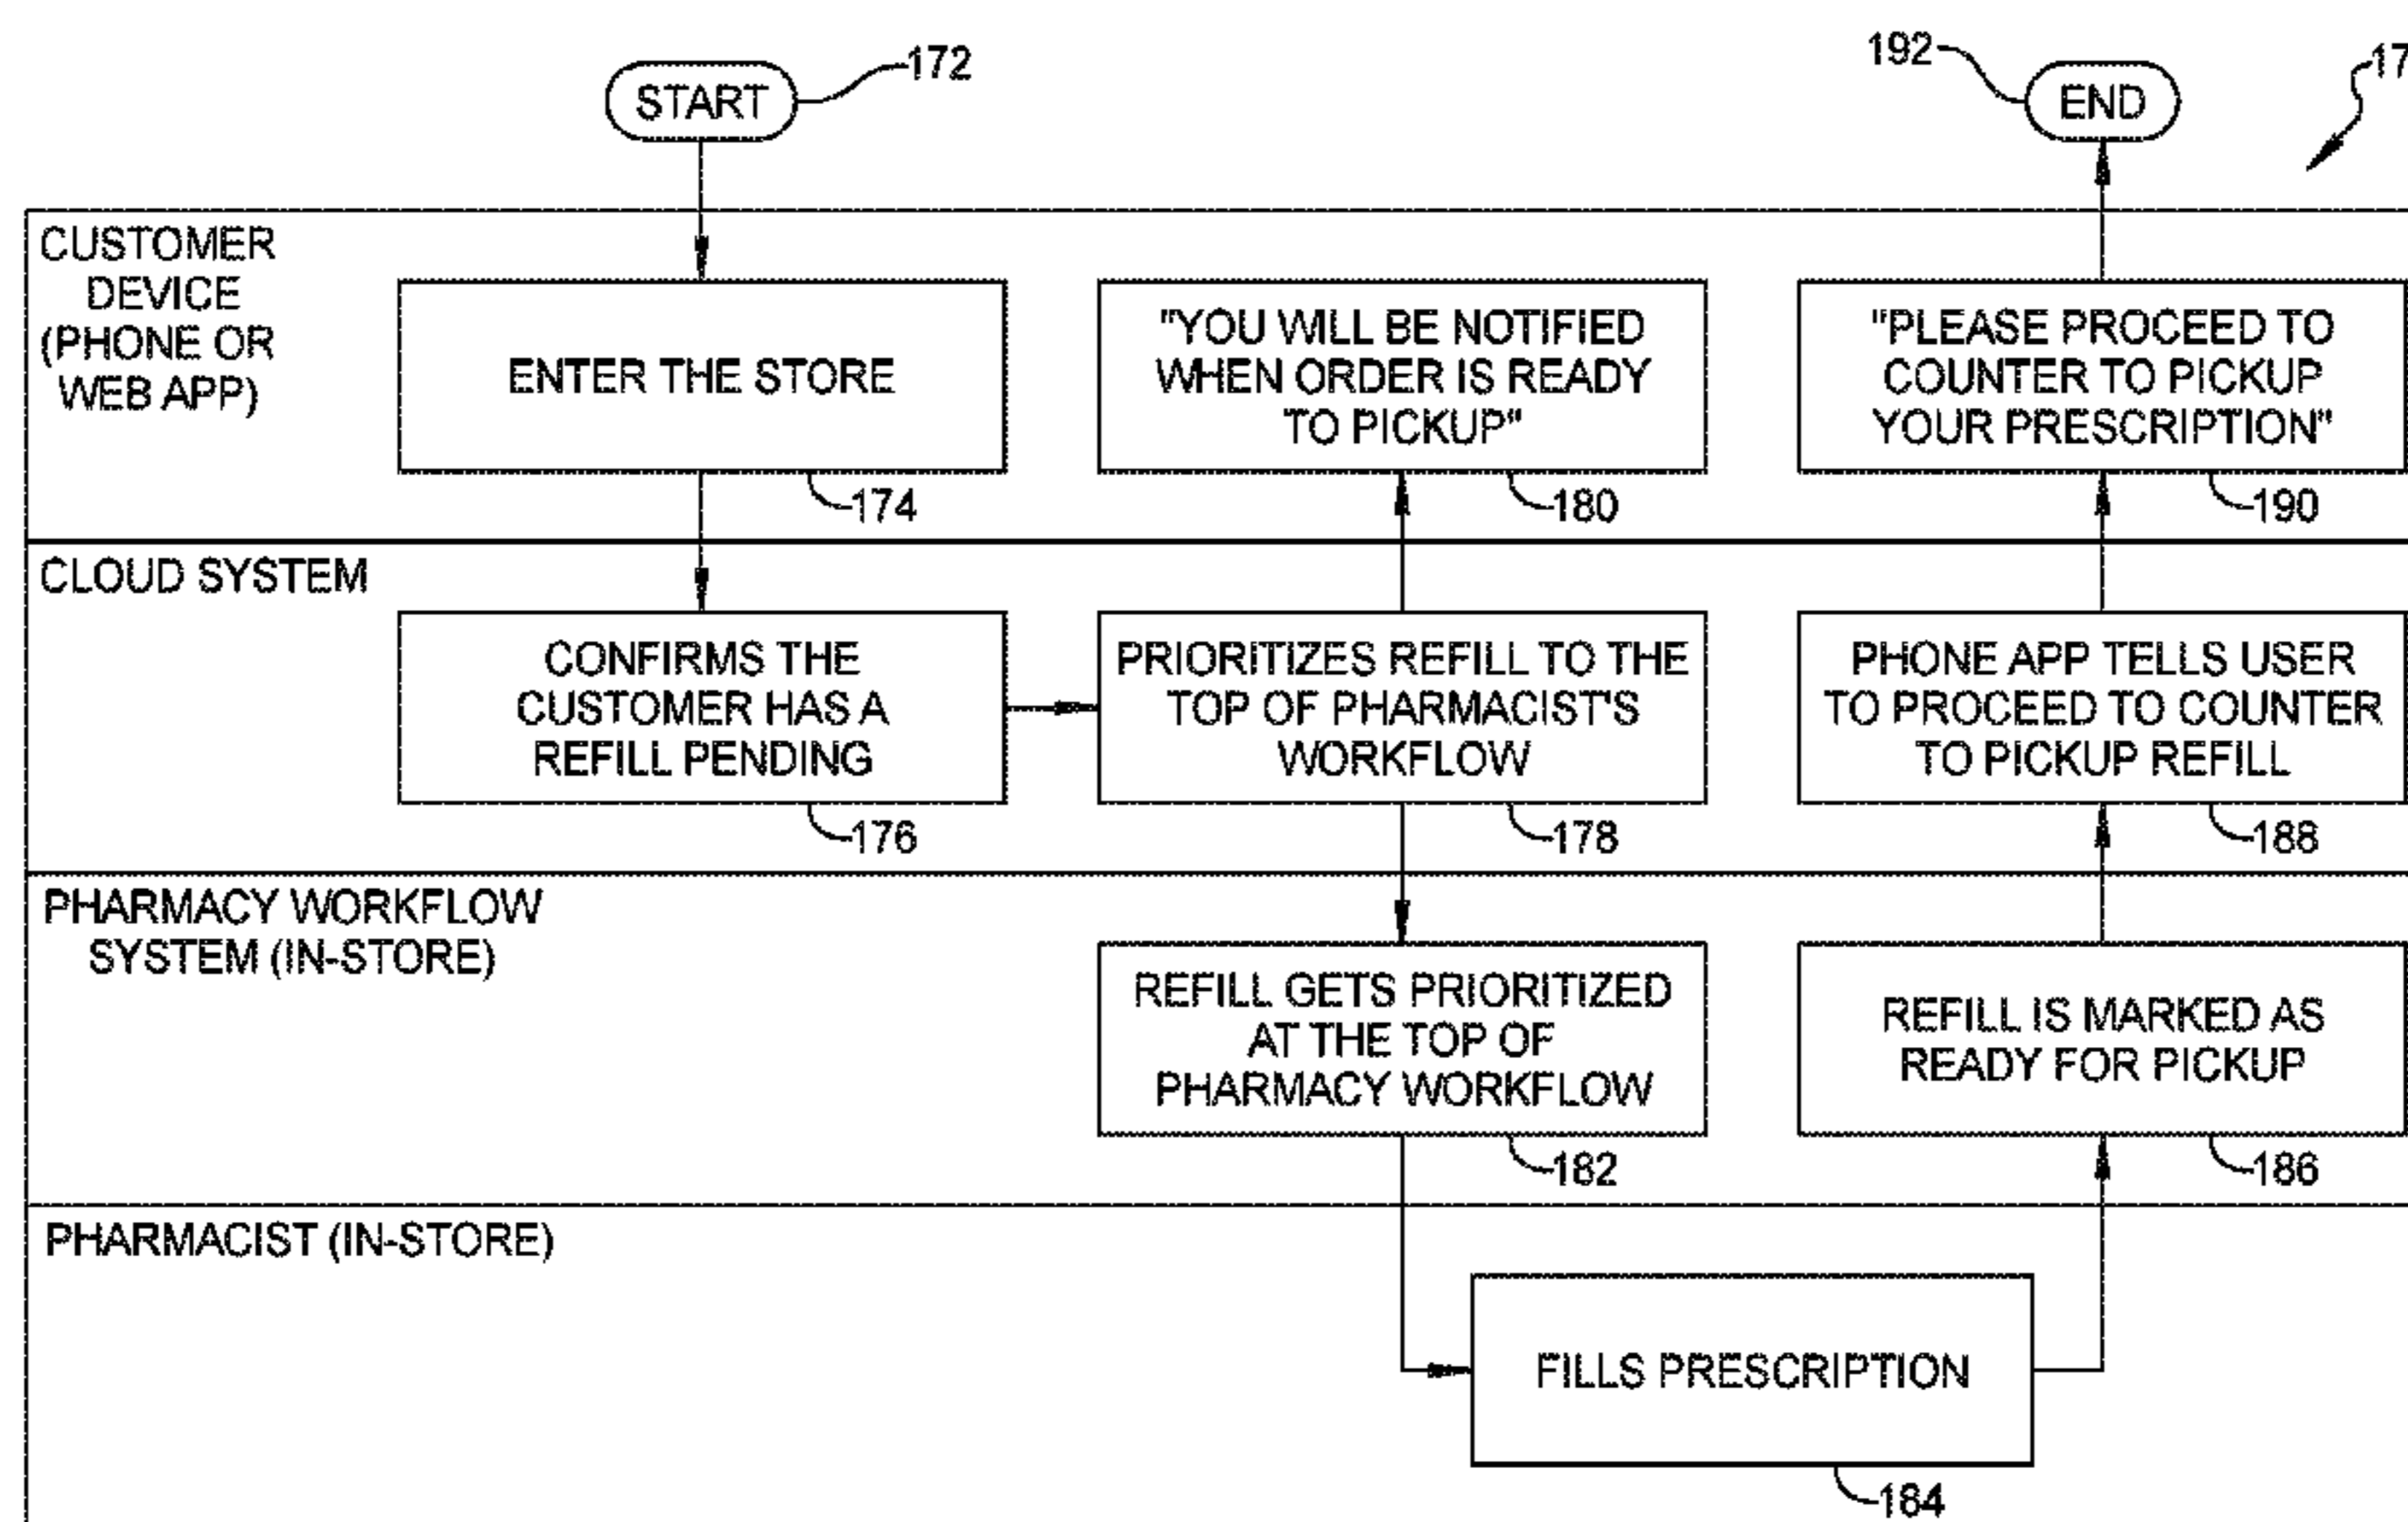 START
172
192
END
17
CUSTOMER
DEVICE
(PHONE OR
WEB APP)
ENTER THE STORE
174
"YOU WILL BE NOTIFIED
WHEN ORDER IS READY
TO PICKUP"
180
"PLEASE PROCEED TO
COUNTER TO PICKUP
YOUR PRESCRIPTION"
190
CLOUD SYSTEM
CONFIRMS THE
CUSTOMER HAS A
REFILL PENDING
176
PRIORITIZES REFILL TO THE
TOP OF PHARMACIST'S
WORKFLOW
178
PHONE APP TELLS USER
TO PROCEED TO COUNTER
TO PICKUP REFILL
188
PHARMACY WORKFLOW
SYSTEM (IN-STORE)
REFILL GETS PRIORITIZED
AT THE TOP OF
PHARMACY WORKFLOW
182
REFILL IS MARKED AS
READY FOR PICKUP
186
PHARMACIST (IN-STORE)
FILLS PRESCRIPTION
184